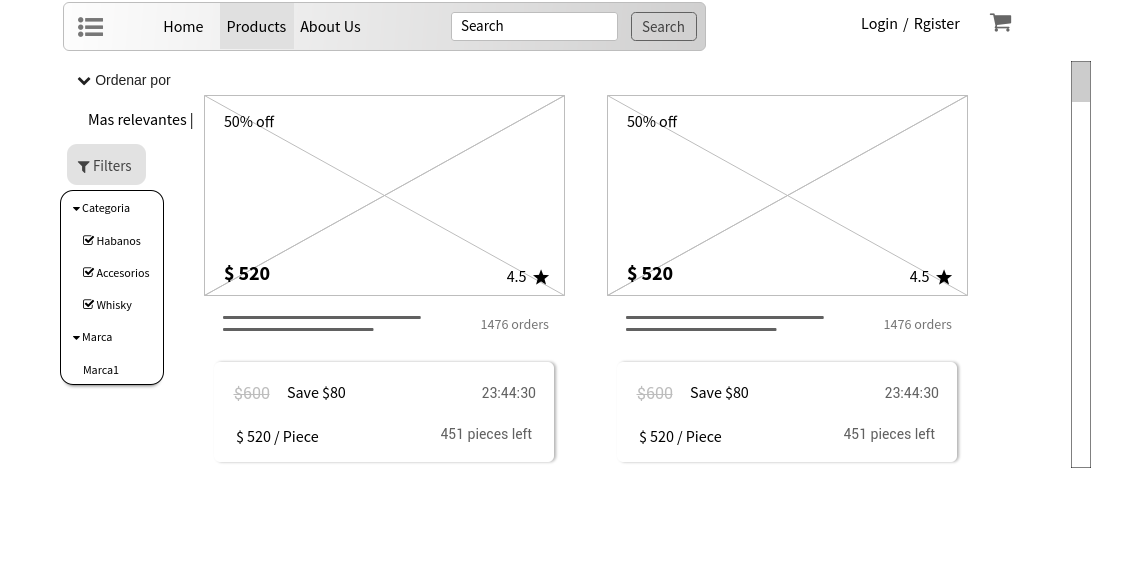 Home Products About Us Search Search Login / Rgister
Ordenar por
Mas relevantes |
Filters
Categoria
Habanos
Accesorios
Whisky
Marca
Marca1
50% off
$ 520 4.5
1476 orders
$600 Save $80 23:44:30
$ 520 / Piece 451 pieces left
50% off
$ 520 4.5
1476 orders
$600 Save $80 23:44:30
$ 520 / Piece 451 pieces left